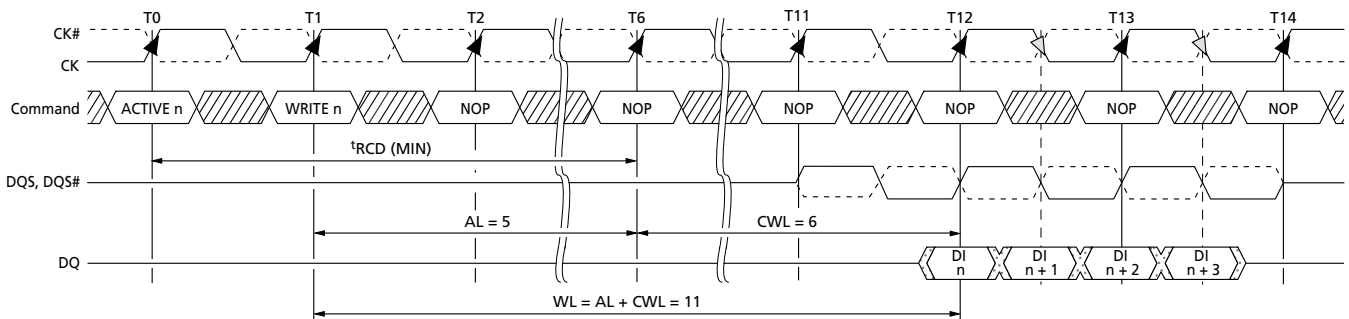 T0 T1 T2 T6 T11 T12 T13 T14
CK#
CK
Command ACTIVE n WRITE n NOP NOP NOP NOP NOP NOP
tRCD (MIN)
DQS, DQS#
AL = 5 CWL = 6
DQ DI n DI n + 1 DI n + 2 DI n + 3
WL = AL + CWL = 11